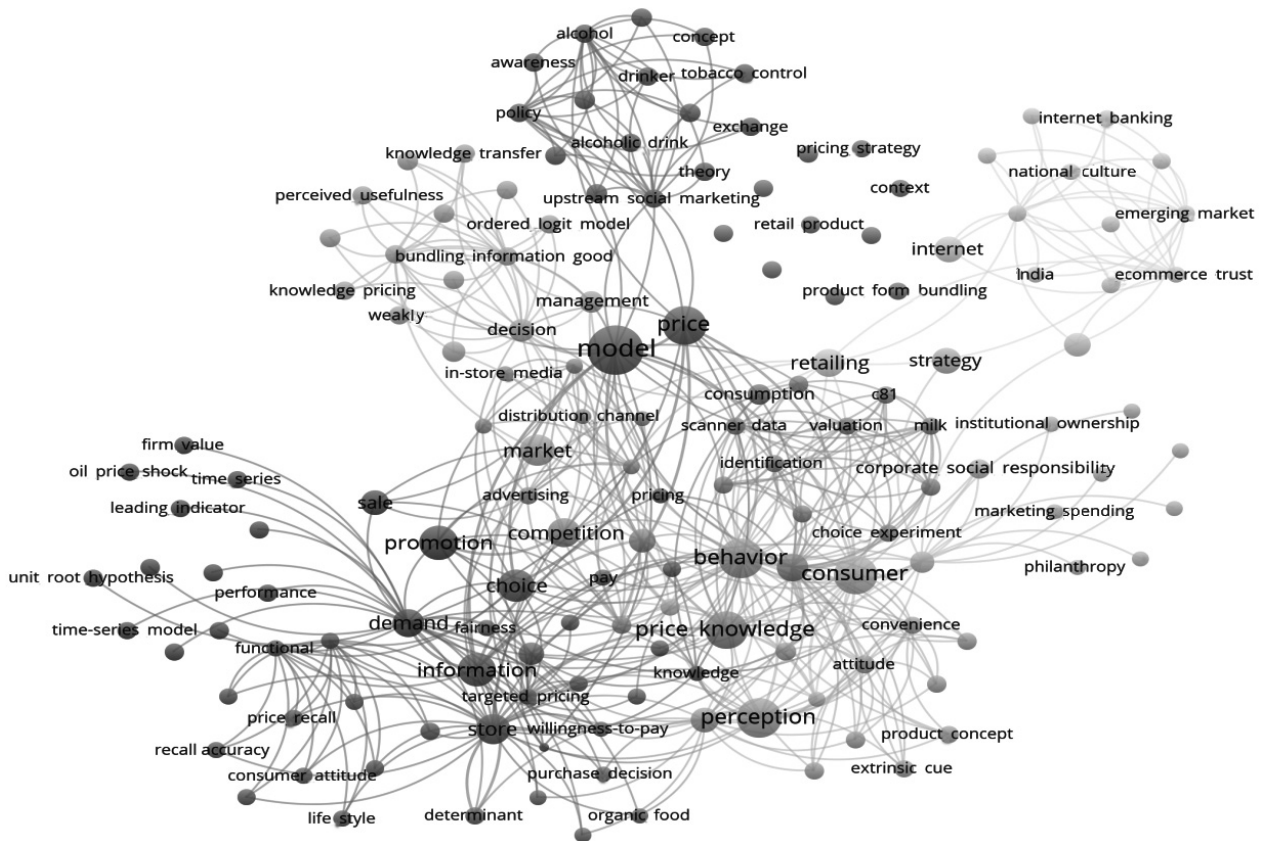 alcohol
concept
awareness
drinker
tobacco control
policy
exchange
alcoholic drink
knowledge transfer
pricing strategy
theory
perceived usefulness
upstream social marketing
context
ordered logit model
retail product
bundling information good
internet banking
national culture
emerging market
internet
India
ecommerce trust
knowledge pricing
management
product form bundling
weakly
decision
price
model
retailing
strategy
in-store media
consumption
c81
distribution channel
scanner data
valuation
milk
institutional ownership
firm value
market
identification
corporate social responsibility
oil price shock
time series
sale
advertising
pricing
leading indicator
marketing spending
promotion
competition
choice experiment
behavior
consumer
philanthropy
unit root hypothesis
performance
choice
pay
time-series model
demand
fairness
price knowledge
convenience
functional
information
knowledge
attitude
targeted pricing
price recall
store
willingness-to-pay
perception
product concept
recall accuracy
consumer attitude
purchase decision
extrinsic cue
life style
determinant
organic food